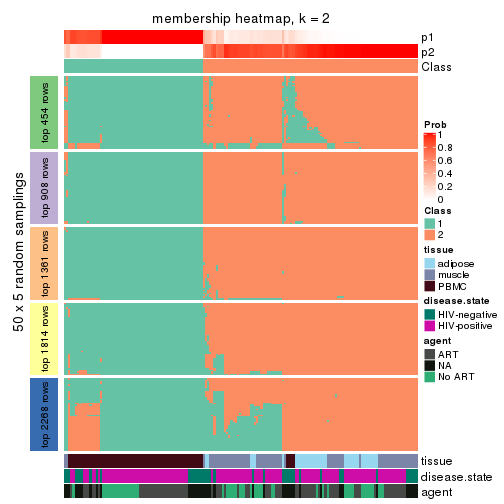 membership heatmap, k = 2
p1
p2
Class
50 x 5 random samplings
top 454 rows
top 908 rows
top 1361 rows
top 1814 rows
top 2268 rows
tissue
disease.state
agent
Prob
1
0.8
0.6
0.4
0.2
0
Class
1
2
tissue
adipose
muscle
PBMC
disease.state
HIV-negative
HIV-positive
agent
ART
NA
No ART